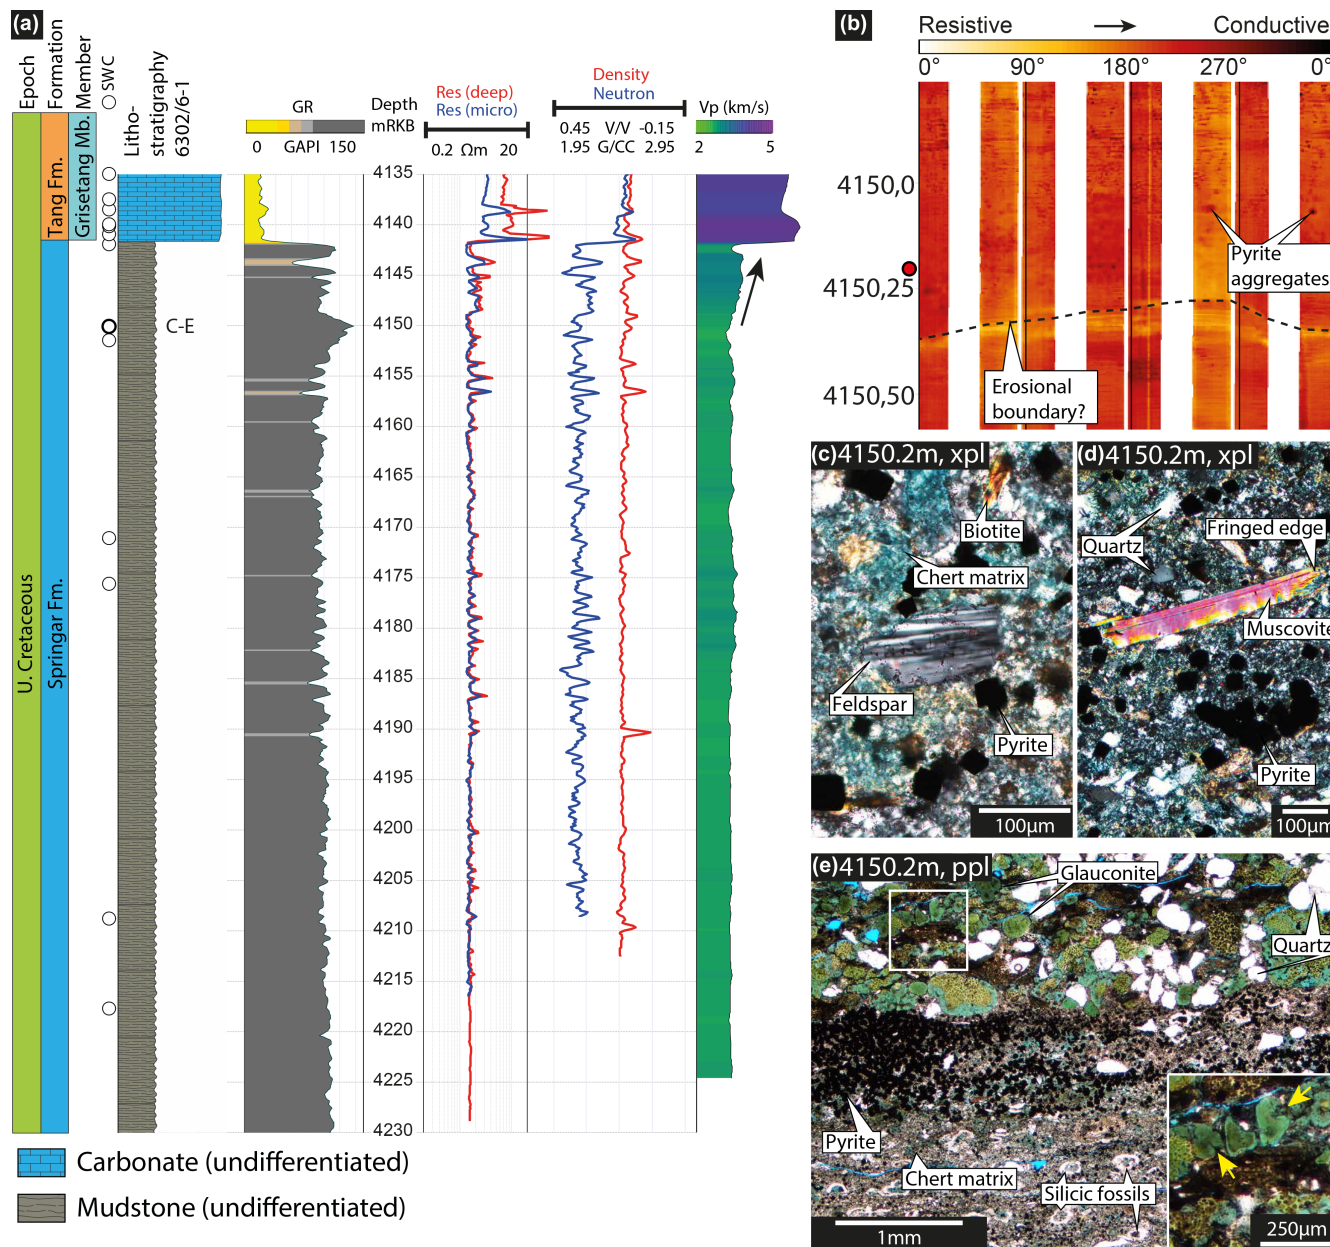 (a)
Epoch
Formation
Member
SWC
Litho-
stratigraphy
6302/6-1
GR
0 GAPI 150
Depth
mRKB
Res (deep)
Res (micro)
0.2 Ωm 20
Density
Neutron
0.45 V/V -0.15
1.95 G/CC 2.95
Vp (km/s)
2 5
U. Cretaceous
Tang Fm.
Springar Fm.
Grisetang Mb.
C-E
4135
4140
4145
4150
4155
4160
4165
4170
4175
4180
4185
4190
4195
4200
4205
4210
4215
4220
4225
4230
Carbonate (undifferentiated)
Mudstone (undifferentiated)
(b)
Resistive Conductive
0° 90° 180° 270° 0°
4150,0
4150,25
4150,50
Pyrite
aggregates
Erosional
boundary?
(c) 4150.2m, xpl
Biotite
Chert matrix
Feldspar
Pyrite
100µm
(d) 4150.2m, xpl
Quartz
Fringed edge
Muscovite
Pyrite
100µm
(e) 4150.2m, ppl
Glauconite
Quartz
Pyrite
Chert matrix
Silicic fossils
1mm
250µm